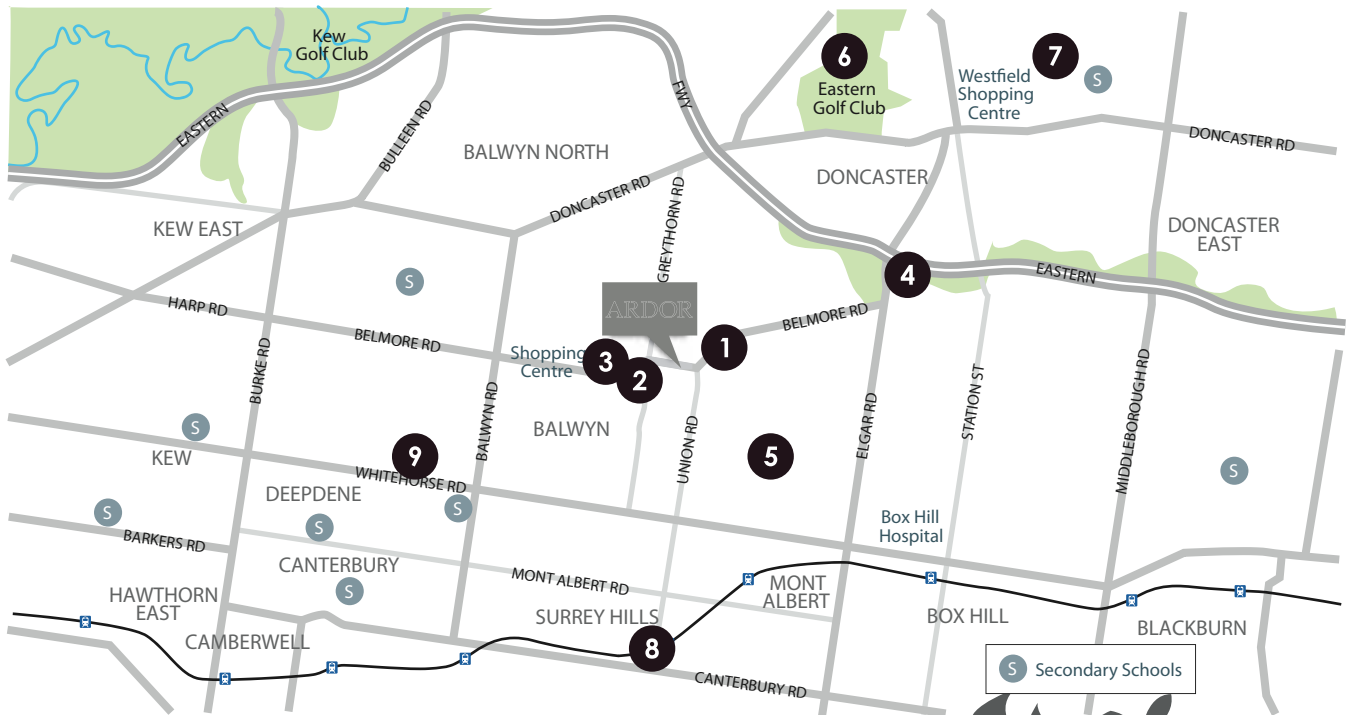 Kew
Golf Club
6
Eastern
Golf Club
7
Westfield
Shopping
Centre
S
EASTERN
FWY
BULLEEN RD
BALWYN NORTH
DONCASTER RD
DONCASTER RD
GREYTHORN RD
DONCASTER
KEW EAST
DONCASTER
EAST
S
4
EASTERN
HARP RD
ARDOR
BELMORE RD
BELMORE RD
1
Shopping
Centre
3
2
BURKE RD
BALWYN RD
BALWYN
UNION RD
ELGAR RD
STATION ST
MIDDLEBOROUGH RD
S
KEW
9
5
S
WHITEHORSE RD
DEEPDENE
S
S
S
BARKERS RD
Box Hill
Hospital
CANTERBURY
S
MONT ALBERT RD
MONT
ALBERT
HAWTHORN
EAST
SURREY HILLS
BOX HILL
BLACKBURN
CAMBERWELL
8
CANTERBURY RD
S Secondary Schools